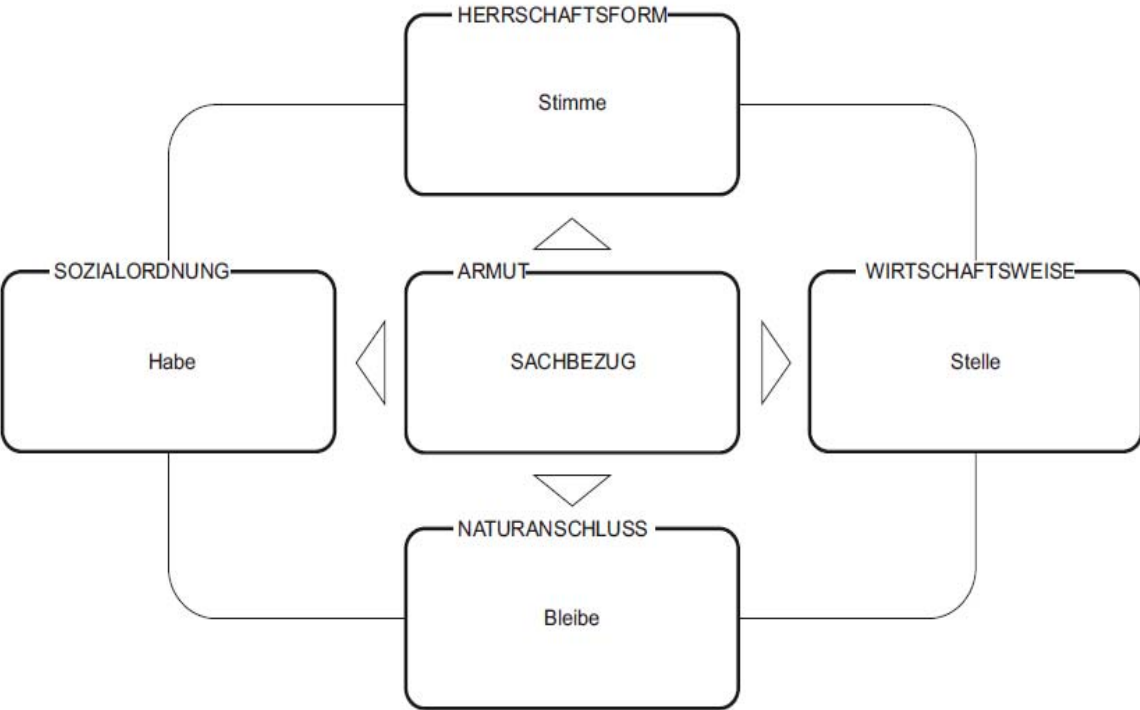 HERRSCHAFTSFORM
Stimme
SOZIALORDNUNG
Habe
ARMUT
SACHBEZUG
WIRTSCHAFTSWEISE
Stelle
NATURANSCHLUSS
Bleibe